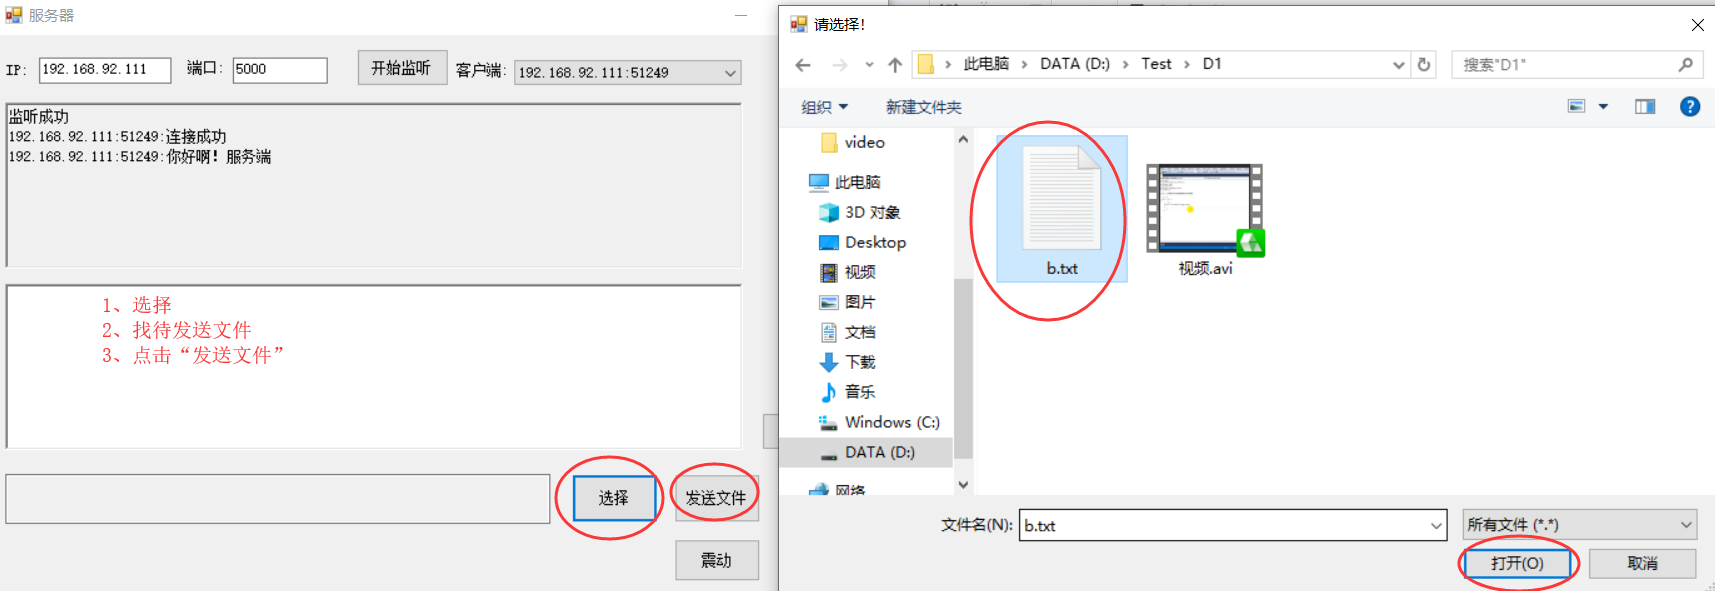 服务器
IP: 192.168.92.111 端口: 5000 开始监听 客户端: 192.168.92.111:51249
监听成功
192.168.92.111:51249:连接成功
192.168.92.111:51249:你好啊! 服务端
1、选择
2、找待发送文件
3、点击“发送文件”
选择 发送文件
震动
请选择!
此电脑 › DATA (D:) › Test › D1
搜索"D1"
组织 新建文件夹
video
此电脑
3D 对象
Desktop
视频
图片
文档
下载
音乐
Windows (C:)
DATA (D:)
网络
b.txt
视频.avi
文件名(N): b.txt 所有文件 (*.*)
打开(O) 取消